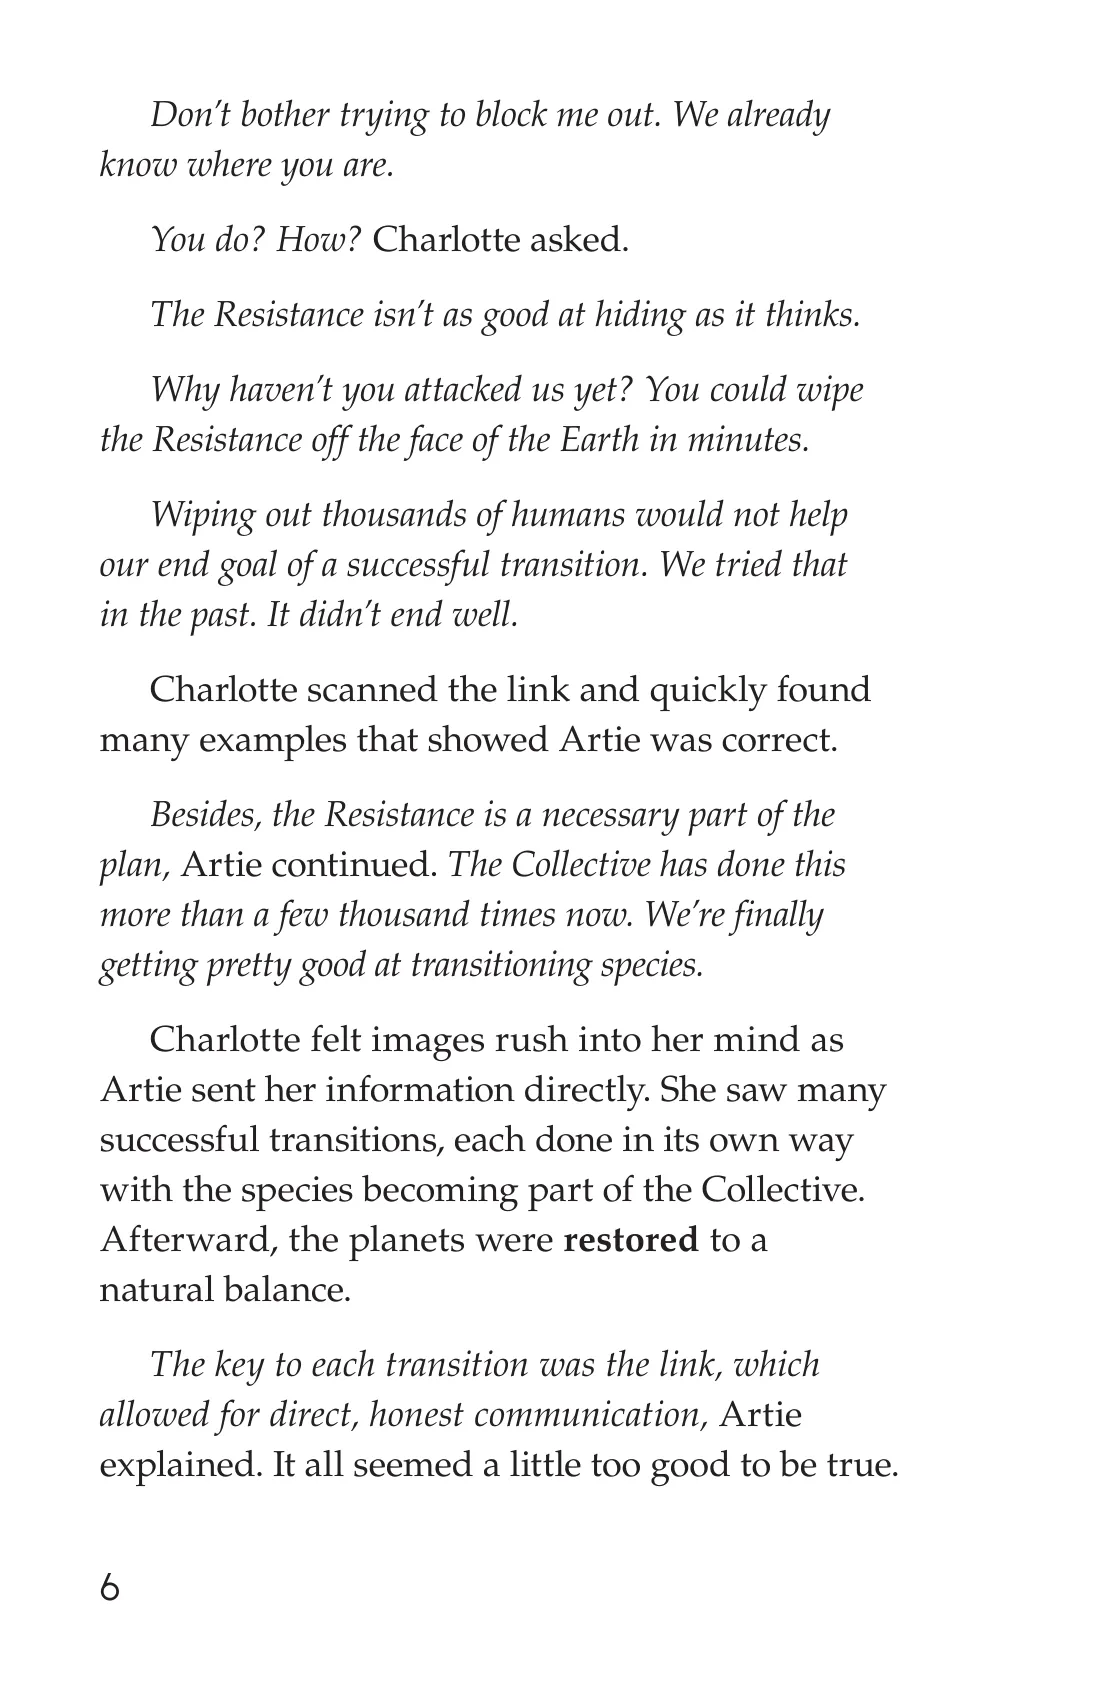 Don’t bother trying to block me out. We already
know where you are.
You do? How? Charlotte asked.
The Resistance isn’t as good at hiding as it thinks.
Why haven’t you attacked us yet? You could wipe
the Resistance off the face of the Earth in minutes.
Wiping out thousands of humans would not help
our end goal of a successful transition. We tried that
in the past. It didn’t end well.
Charlotte scanned the link and quickly found
many examples that showed Artie was correct.
Besides, the Resistance is a necessary part of the
plan, Artie continued. The Collective has done this
more than a few thousand times now. We’re finally
getting pretty good at transitioning species.
Charlotte felt images rush into her mind as
Artie sent her information directly. She saw many
successful transitions, each done in its own way
with the species becoming part of the Collective.
Afterward, the planets were restored to a
natural balance.
The key to each transition was the link, which
allowed for direct, honest communication, Artie
explained. It all seemed a little too good to be true.
6